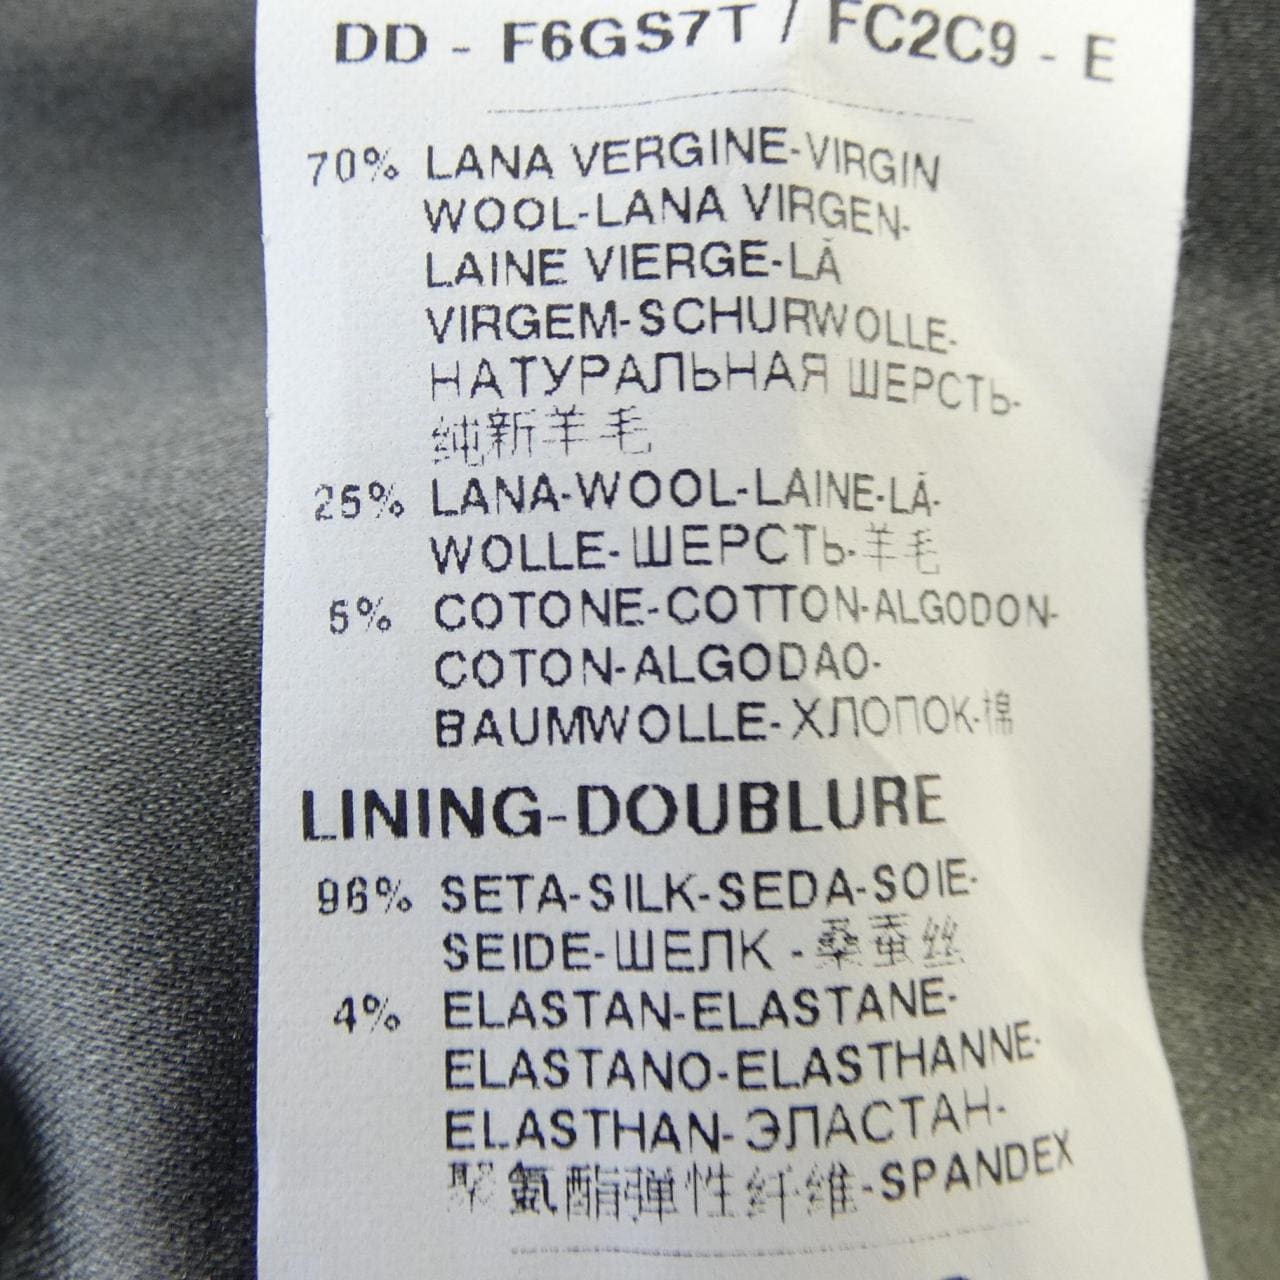 DD - F6GS7T / FC2C9 - E
70% LANA VERGINE-VIRGIN
WOOL-LANA VIRGEN-
LAINE VIERGE-LÃ
VIRGEM-SCHURWOLLE-
НАТУРАЛЬНАЯ ШЕРСТЬ-
纯新羊毛
25% LANA-WOOL-LAINE-LÃ-
WOLLE-ШЕРСТЬ-羊毛
5% COTONE-COTTON-ALGODON-
COTON-ALGODAO-
BAUMWOLLE-ХЛОПОК-棉
LINING-DOUBLURE
96% SETA-SILK-SEDA-SOIE-
SEIDE-ШЕЛК -桑蚕丝
4% ELASTAN-ELASTANE-
ELASTANO-ELASTHANNE-
ELASTHAN-ЭЛАСТАН-
聚氨酯弹性纤维-SPANDEX